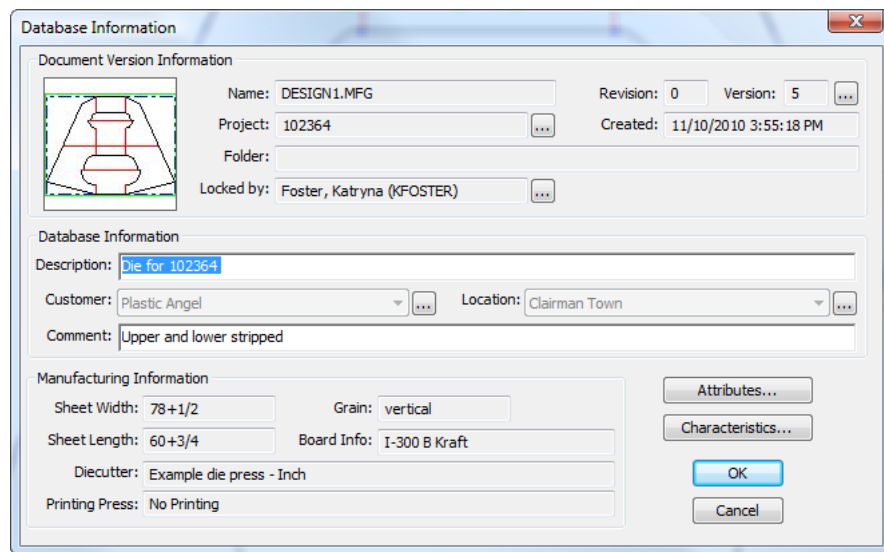 Database Information
Document Version Information
Name: DESIGN1.MFG Revision: 0 Version: 5 ...
Project: 102364 ... Created: 11/10/2010 3:55:18 PM
Folder:
Locked by: Foster, Katryna (KFOSTER) ...
Database Information
Description: Die for 102364
Customer: Plastic Angel ... Location: Clairman Town ...
Comment: Upper and lower stripped
Manufacturing Information
Attributes...
Sheet Width: 78+1/2 Grain: vertical
Characteristics...
Sheet Length: 60+3/4 Board Info: I-300 B Kraft
Diecutter: Example die press - Inch
OK
Printing Press: No Printing
Cancel